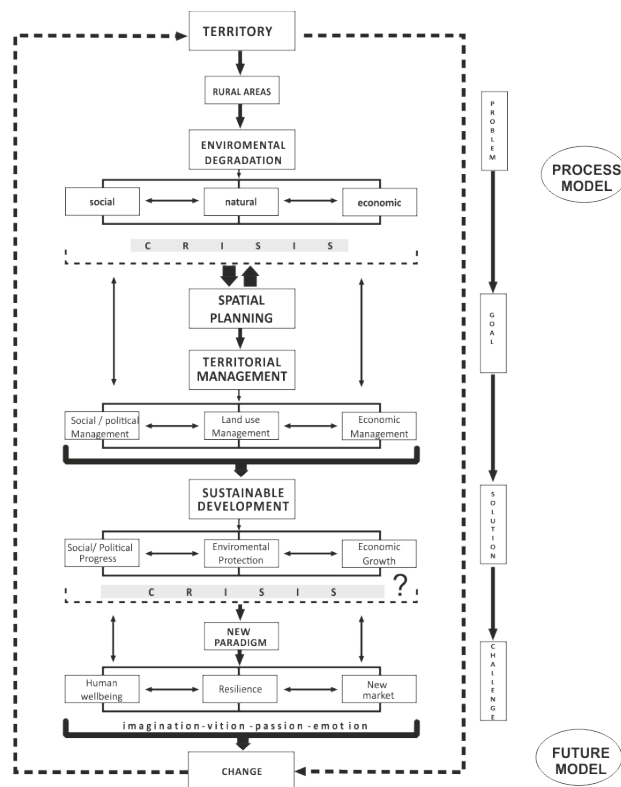 TERRITORY
RURAL AREAS
ENVIROMENTAL
DEGRADATION
social
natural
economic
C R I S I S
SPATIAL
PLANNING
TERRITORIAL
MANAGEMENT
Social / political
Management
Land use
Management
Economic
Management
SUSTAINABLE
DEVELOPMENT
Social/ Political
Progress
Enviromental
Protection
Economic
Growth
C R I S I S
?
NEW
PARADIGM
Human
wellbeing
Resilience
New
market
imagination-vition-passion-emotion
CHANGE
PROBLEM
GOAL
SOLUTION
CHALLENGE
PROCESS
MODEL
FUTURE
MODEL